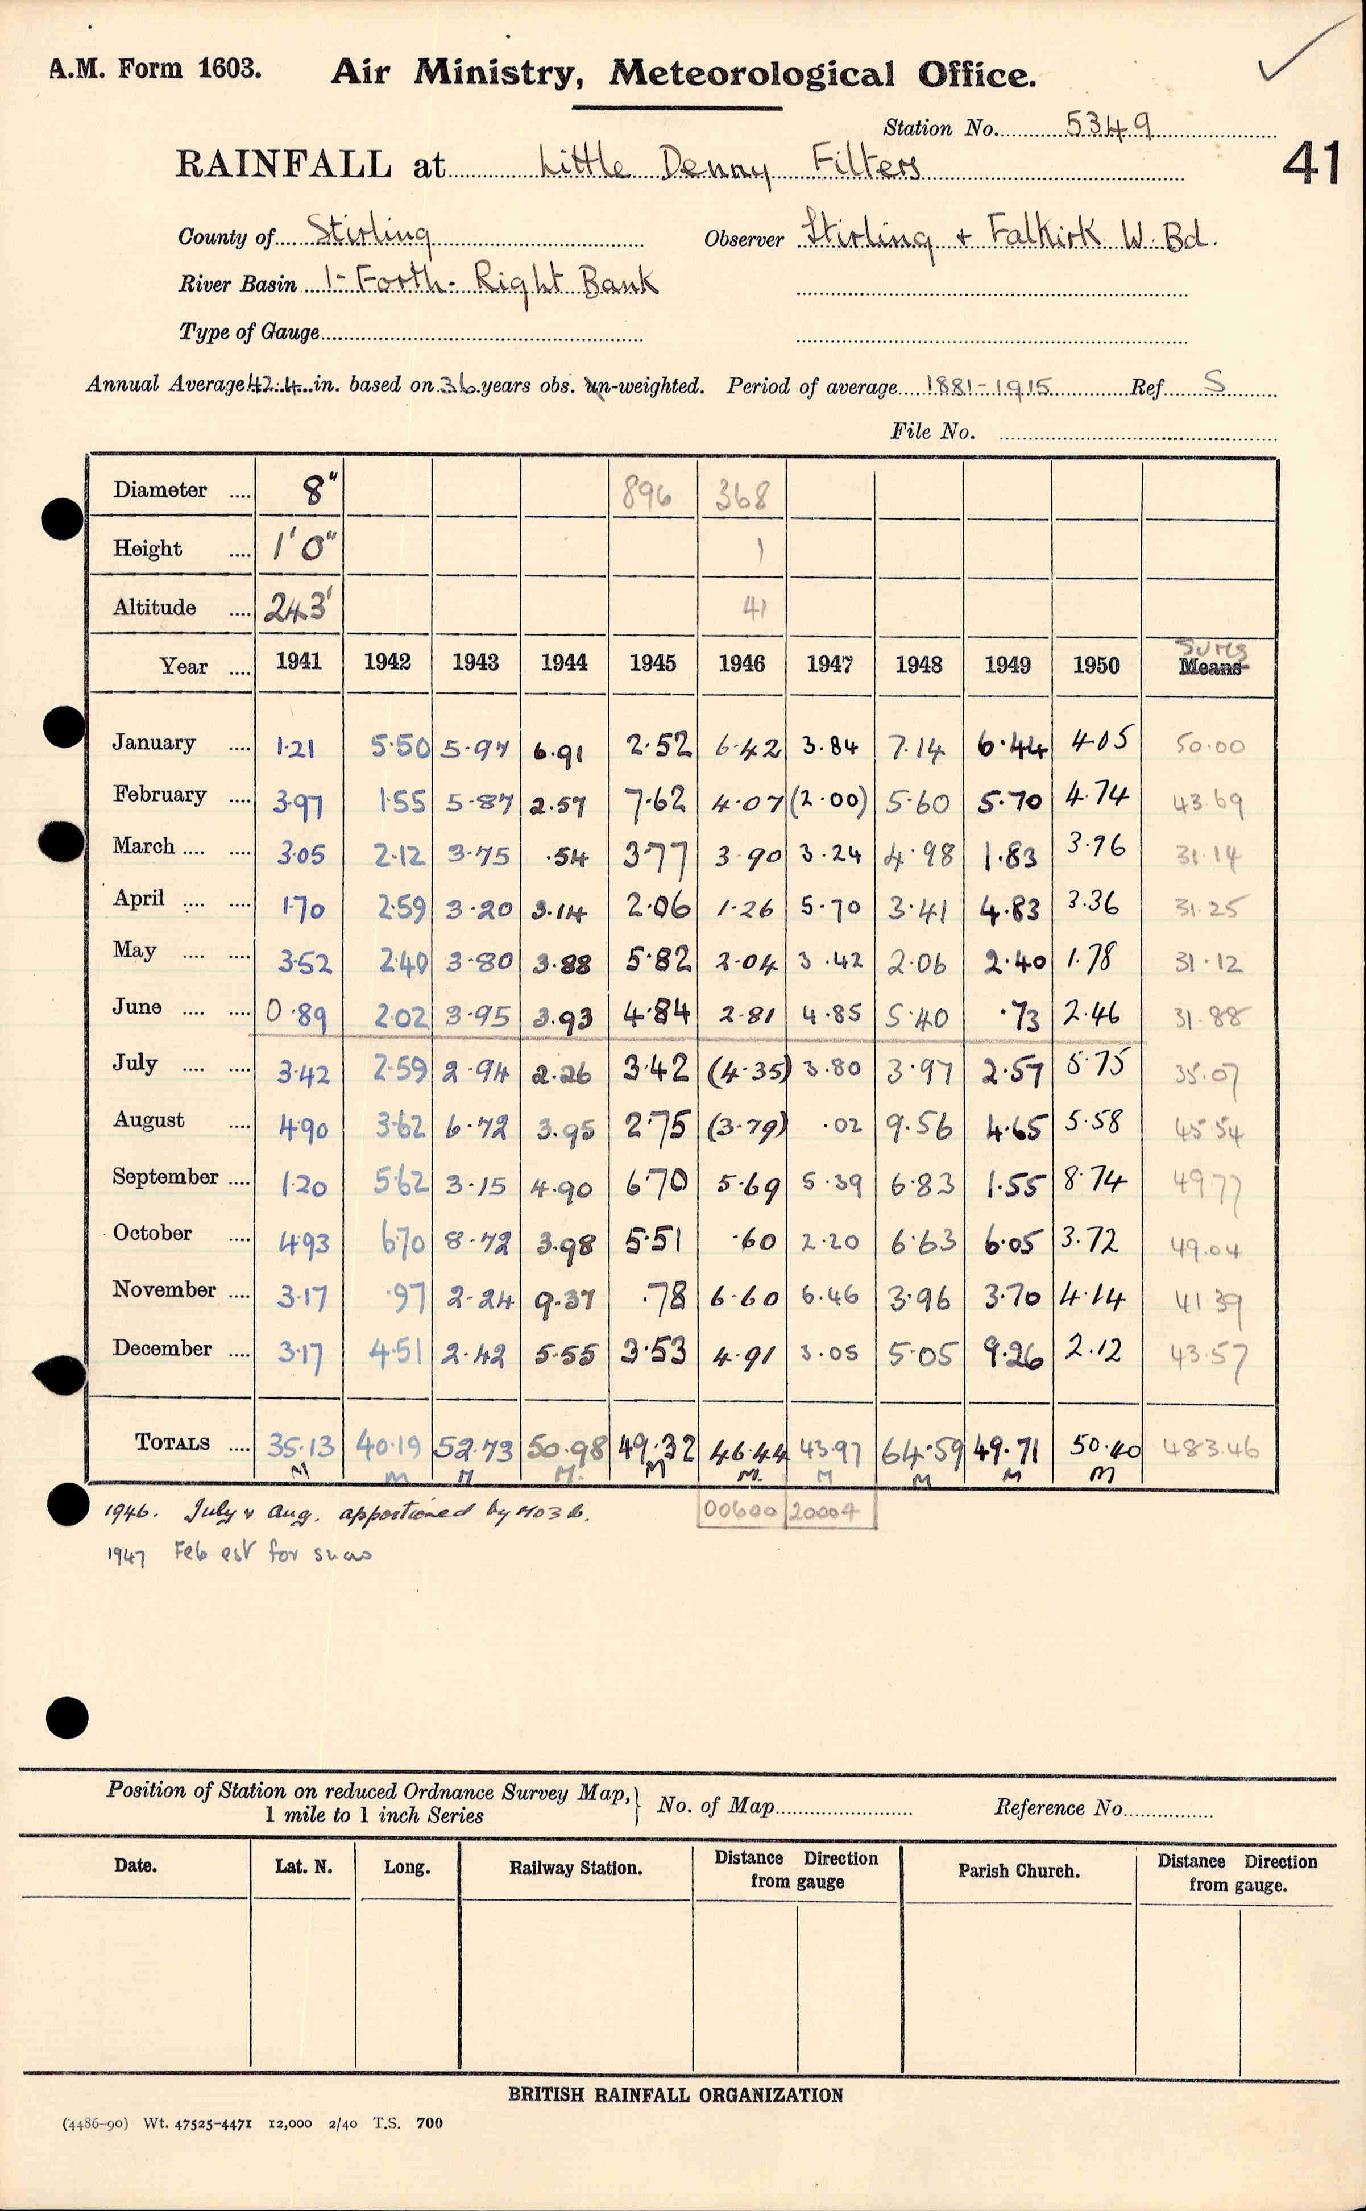 A.M. Form 1603. Air Ministry, Meteorological Office.
Station No. 5349
41
RAINFALL at Little Denny Filters
County of Stirling Observer Stirling + Falkirk W. Bd.
River Basin 1- Forth- Right Bank
Type of Gauge
Annual Average 42.4 in. based on 36 years obs. un-weighted. Period of average 1881-1915 Ref S
File No.
Diameter .... 8" 896 368
Height .... 1' 0" 1
Altitude .... 243' 41
Sums
Year .... 1941 1942 1943 1944 1945 1946 1947 1948 1949 1950 Means
January .... 1.21 5.50 5.97 6.91 2.52 6.42 3.84 7.14 6.44 4.05 50.00
February .... 3.97 1.55 5.87 2.57 7.62 4.07 (2.00) 5.60 5.70 4.74 43.69
March .... .... 3.05 2.12 3.75 .54 3.77 3.90 3.24 4.98 1.83 3.96 31.14
April .... .... 1.70 2.59 3.20 3.14 2.06 1.26 5.70 3.41 4.83 3.36 31.25
May .... .... 3.52 2.40 3.80 3.88 5.82 2.04 3.42 2.06 2.40 1.78 31.12
June .... .... 0.89 2.02 3.95 3.93 4.84 2.81 4.85 5.40 .73 2.46 31.88
July .... .... 3.42 2.59 2.94 2.26 3.42 (4.35) 3.80 3.97 2.57 5.75 35.07
August .... 4.90 3.62 6.72 3.95 2.75 (3.79) .02 9.56 4.65 5.58 45.54
September .... 1.20 5.62 3.15 4.90 6.70 5.69 5.39 6.83 1.55 8.74 49.77
October .... 4.93 6.70 8.72 3.98 5.51 .60 2.20 6.63 6.05 3.72 49.04
November .... 3.17 .97 2.24 9.37 .78 6.60 6.46 3.96 3.70 4.14 41.39
December .... 3.17 4.51 2.42 5.55 3.53 4.91 3.05 5.05 9.26 2.12 43.57
TOTALS .... 35.13 40.19 52.73 50.98 49.32 46.44 43.97 64.59 49.71 50.40 483.46
M M M M. M M. M M M M
1946. July & Aug. apportioned by MO3b. 00600 20004
1947 Feb est for snow
Position of Station on reduced Ordnance Survey Map, 1 mile to 1 inch Series } No. of Map Reference No
Date. Lat. N. Long. Railway Station. Distance Direction from gauge Parish Church. Distance Direction from gauge.
BRITISH RAINFALL ORGANIZATION
(4486-90) Wt. 47525-4471 12,000 2/40 T.S. 700